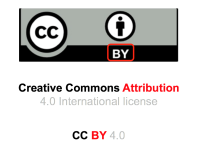 CC
BY
Creative Commons Attribution
4.0 International license
CC BY 4.0